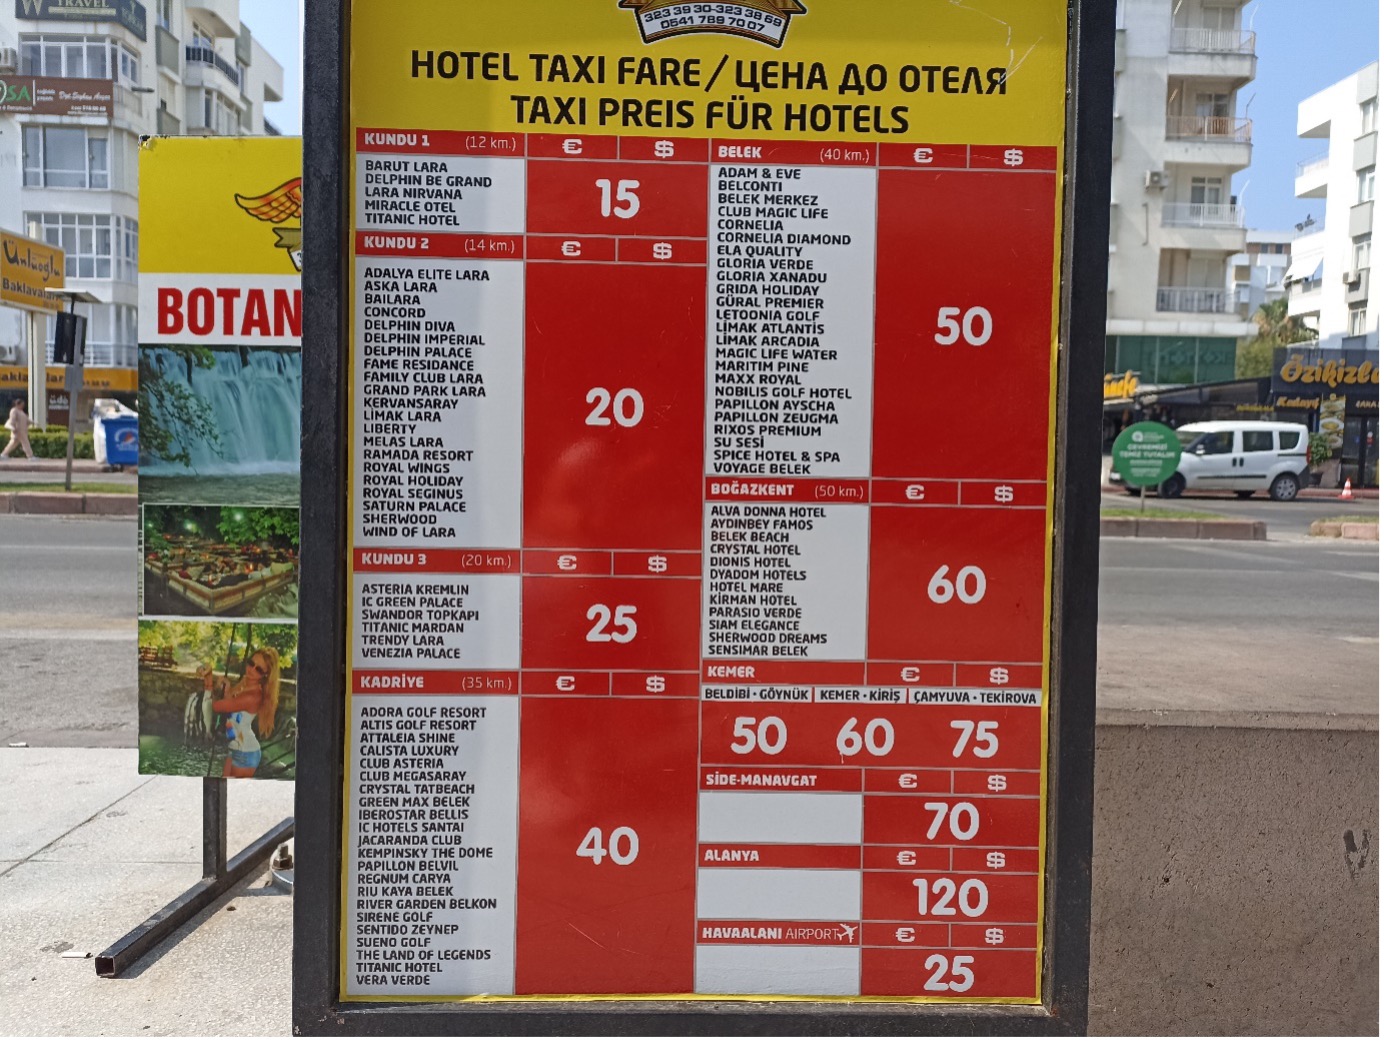 TRAVEL
SA
Ünlüoğlu
Baklavaları
BOTAN
323 39 30-323 38 69
0541 789 70 07
HOTEL TAXI FARE/ЦЕНА ДО ОТЕЛЯ
TAXI PREIS FÜR HOTELS
KUNDU 1 (12 km.) € $
BARUT LARA
DELPHIN BE GRAND
LARA NIRVANA
MIRACLE OTEL
TITANIC HOTEL
15
KUNDU 2 (14 km.) € $
ADALYA ELITE LARA
ASKA LARA
BAILARA
CONCORD
DELPHIN DIVA
DELPHIN IMPERIAL
DELPHIN PALACE
FAME RESIDANCE
FAMILY CLUB LARA
GRAND PARK LARA
KERVANSARAY
LİMAK LARA
LIBERTY
MELAS LARA
RAMADA RESORT
ROYAL WINGS
ROYAL HOLIDAY
ROYAL SEGINUS
SATURN PALACE
SHERWOOD
WIND OF LARA
20
KUNDU 3 (20 km.) € $
ASTERIA KREMLIN
IC GREEN PALACE
SWANDOR TOPKAPI
TITANIC MARDAN
TRENDY LARA
VENEZIA PALACE
25
KADRİYE (35 km.) € $
ADORA GOLF RESORT
ALTIS GOLF RESORT
ATTALEIA SHINE
CALISTA LUXURY
CLUB ASTERIA
CLUB MEGASARAY
CRYSTAL TATBEACH
GREEN MAX BELEK
IBEROSTAR BELLIS
IC HOTELS SANTAI
JACARANDA CLUB
KEMPINSKY THE DOME
PAPILLON BELVIL
REGNUM CARYA
RIU KAYA BELEK
RIVER GARDEN BELKON
SIRENE GOLF
SENTIDO ZEYNEP
SUENO GOLF
THE LAND OF LEGENDS
TITANIC HOTEL
VERA VERDE
40
BELEK (40 km.) € $
ADAM & EVE
BELCONTI
BELEK MERKEZ
CLUB MAGIC LIFE
CORNELIA
CORNELIA DIAMOND
ELA QUALITY
GLORIA VERDE
GLORIA XANADU
GRIDA HOLIDAY
GÜRAL PREMIER
LETOONIA GOLF
LİMAK ATLANTİS
LİMAK ARCADIA
MAGIC LIFE WATER
MARITIM PINE
MAXX ROYAL
NOBILIS GOLF HOTEL
PAPILLON AYSCHA
PAPILLON ZEUGMA
RIXOS PREMIUM
SU SESİ
SPICE HOTEL & SPA
VOYAGE BELEK
50
BOĞAZKENT (50 km.) € $
ALVA DONNA HOTEL
AYDINBEY FAMOS
BELEK BEACH
CRYSTAL HOTEL
DIONIS HOTEL
DYADOM HOTELS
HOTEL MARE
KİRMAN HOTEL
PARASIO VERDE
SIAM ELEGANCE
SHERWOOD DREAMS
SENSIMAR BELEK
60
KEMER € $
BELDİBİ • GÖYNÜK KEMER • KİRİŞ ÇAMYUVA • TEKİROVA
50 60 75
SİDE-MANAVGAT € $
70
ALANYA € $
120
HAVAALANI AIRPORT € $
25
Özikizler
ÇEVREMİZİ
TEMİZ TUTALIM